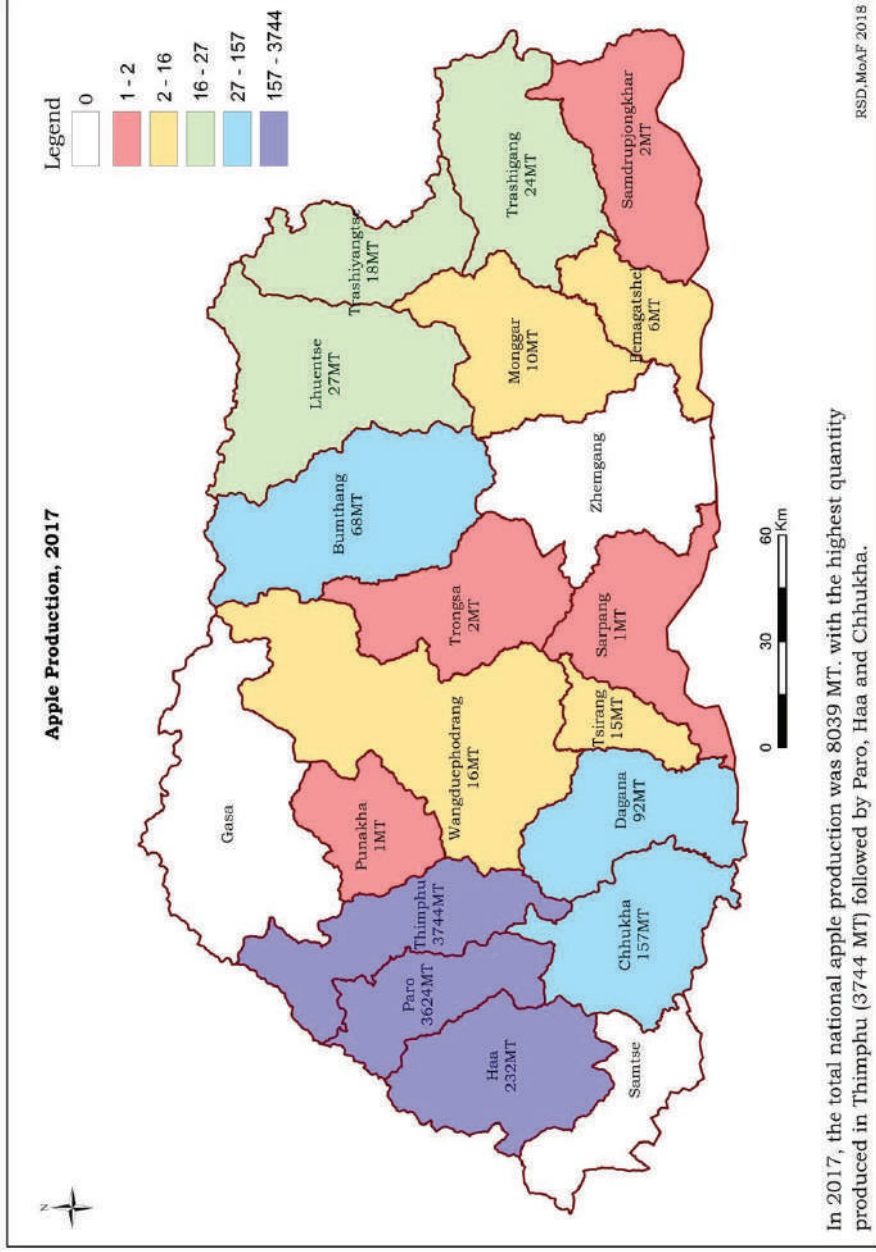 Apple Production, 2017
N
Legend
0
1 - 2
2 - 16
16 - 27
27 - 157
157 - 3744
Gasa
Punakha
1MT
Thimphu
3744MT
Paro
3624MT
Haa
232MT
Samtse
Chhukha
157MT
Dagana
92MT
Wangduephodrang
16MT
Tsirang
15MT
Trongsa
2MT
Sarpang
1MT
Bumthang
68MT
Zhemgang
Lhuentse
27MT
Trashiyangtse
18MT
Monggar
10MT
Trashigang
24MT
Pemagatshel
6MT
Samdrupjongkhar
2MT
0 30 60
Km
In 2017, the total national apple production was 8039 MT. with the highest quantity
produced in Thimphu (3744 MT) followed by Paro, Haa and Chhukha.
RSD,MoAF 2018